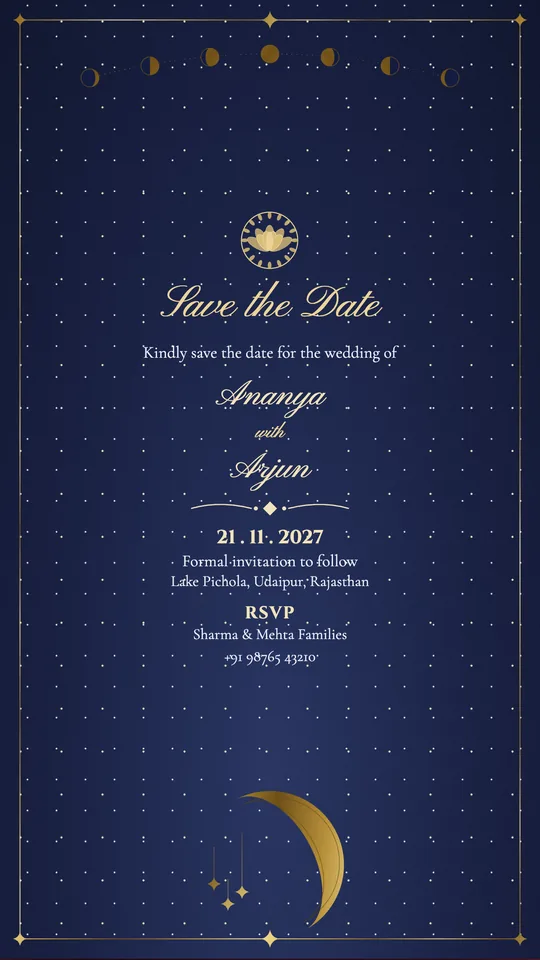 Save the Date
Kindly save the date for the wedding of
Ananya
with
Arjun
21 . 11 . 2027
Formal invitation to follow
Lake Pichola, Udaipur, Rajasthan
RSVP
Sharma & Mehta Families
+91 98765 43210